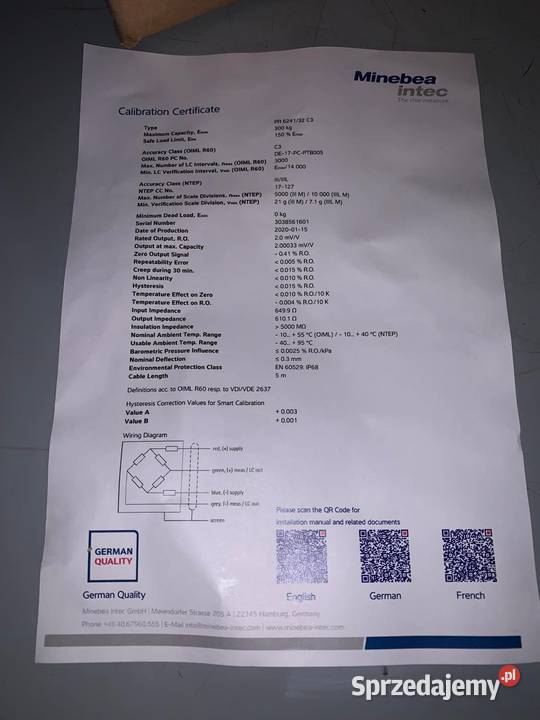 Minebea
intec
The true measure
Calibration Certificate
Type PR 6241/32 C3
Maximum Capacity, Emax 300 kg
Safe Load Limit, Elim 150 % Emax
Accuracy Class (OIML R60) C3
OIML R60 PC No. DE-17-PC-PTB005
Max. Number of LC Intervals, nmax (OIML R60) 3000
Min. LC Verification Interval, Vmin (OIML R60) Emax/ 14 000
Accuracy Class (NTEP) III/IIIL
NTEP CC No. 17-127
Max. Number of Scale Divisions, nmax (NTEP) 5000 (III M) / 10 000 (IIIL M)
Min. Verification Scale Division, Vmin (NTEP) 21 g (III M) / 7.1 g (IIIL M)
Minimum Dead Load, Emin 0 kg
Serial Number 3038561601
Date of Production 2020-01-15
Rated Output, R.O. 2.0 mV/V
Output at max. Capacity 2.00033 mV/V
Zero Output Signal - 0.41 % R.O.
Repeatability Error < 0.005 % R.O.
Creep during 30 min. < 0.015 % R.O.
Non Linearity < 0.010 % R.O.
Hysteresis < 0.015 % R.O.
Temperature Effect on Zero < 0.010 % R.O./10 K
Temperature Effect on R.O. - 0.004 % R.O./10 K
Input Impedance 649.9 Ω
Output Impedance 610.1 Ω
Insulation Impedance > 5000 MΩ
Nominal Ambient Temp. Range - 10.. + 55 °C (OIML) / - 10.. + 40 °C (NTEP)
Usable Ambient Temp. Range - 40.. + 95 °C
Barometric Pressure Influence ≤ 0.0025 % R.O./kPa
Nominal Deflection ≤ 0.3 mm
Environmental Protection Class EN 60529: IP68
Cable Length 5 m
Definitions acc. to OIML R60 resp. to VDI/VDE 2637
Hysteresis Correction Values for Smart Calibration
Value A + 0.003
Value B + 0.001
Wiring Diagram
red, (+) supply
green, (+) meas / LC out
blue, (-) supply
grey, (-) meas / LC out
screen
Please scan the QR Code for
installation manual and related documents
GERMAN
QUALITY
German Quality
English
German
French
Minebea Intec GmbH | Meiendorfer Strasse 205 A | 22145 Hamburg, Germany
Phone +49.40.67960.555 | E-Mail info@minebea-intec.com | www.minebea-intec.com
Sprzedajemy.pl